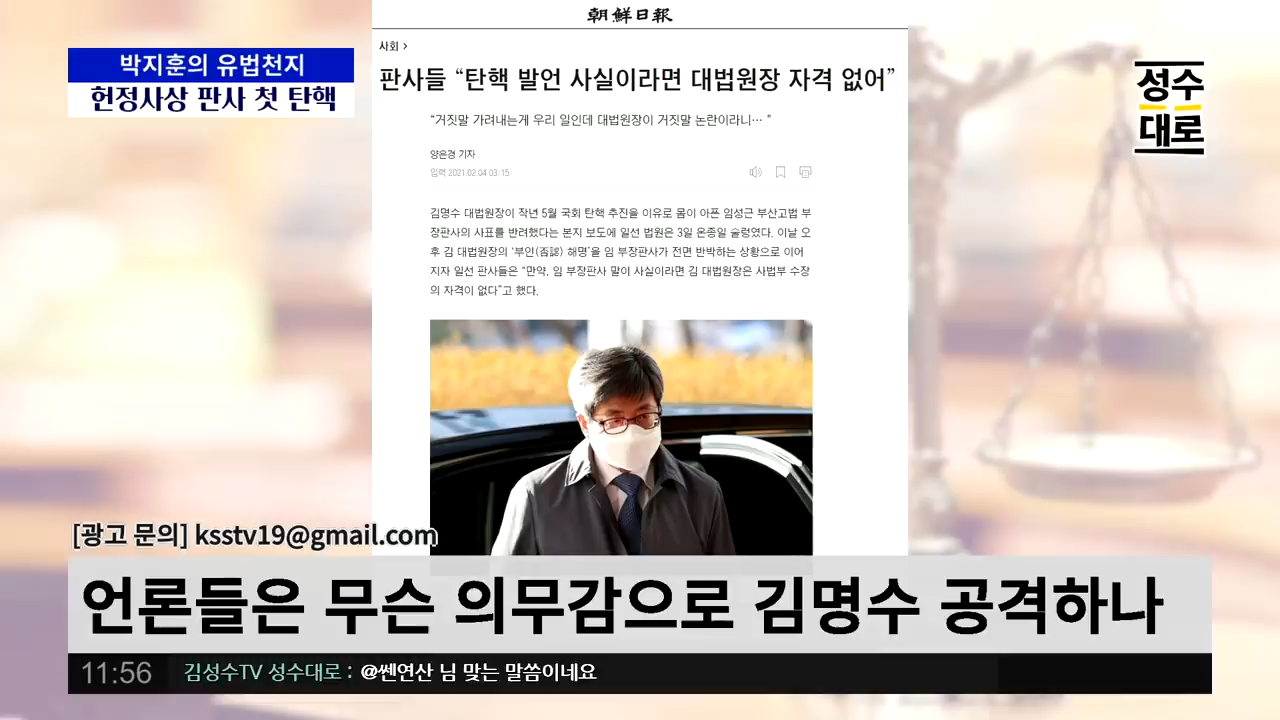 朝鮮日報
박지훈의 유법천지
헌정사상 판사 첫 탄핵
성수
대로
사회 >
판사들 “탄핵 발언 사실이라면 대법원장 자격 없어”
“거짓말 가려내는게 우리 일인데 대법원장이 거짓말 논란이라니… "
양은경 기자
입력 2021.02.04 03:15
김명수 대법원장이 작년 5월 국회 탄핵 추진을 이유로 몸이 아픈 임성근 부산고법 부
장판사의 사표를 반려했다는 본지 보도에 일선 법원은 3일 온종일 술렁였다. 이날 오
후 김 대법원장의 ‘부인(否認) 해명’을 임 부장판사가 전면 반박하는 상황으로 이어
지자 일선 판사들은 “만약, 임 부장판사 말이 사실이라면 김 대법원장은 사법부 수장
의 자격이 없다”고 했다.
[광고 문의] ksstv19@gmail.com
언론들은 무슨 의무감으로 김명수 공격하나
11:56 김성수TV 성수대로 : @쎈연산 님 맞는 말씀이네요